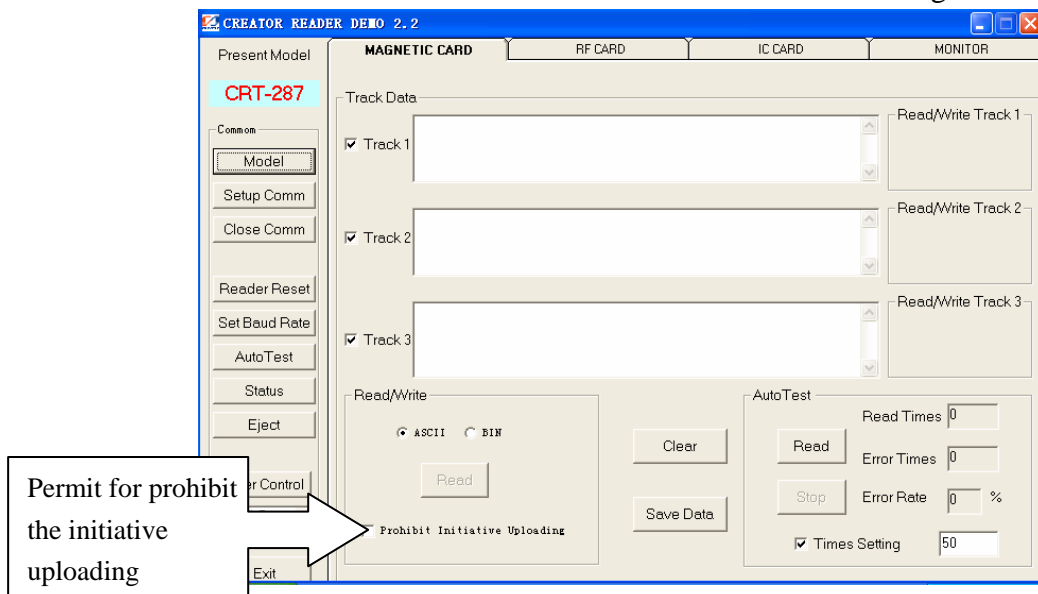 CREATOR READER DEMO 2.2
Present Model
MAGNETIC CARD
RF CARD
IC CARD
MONITOR
CRT-287
Common
Model
Setup Comm
Close Comm
Reader Reset
Set Baud Rate
AutoTest
Status
Eject
Control
Exit
Track Data
Track 1
Read/Write Track 1
Track 2
Read/Write Track 2
Track 3
Read/Write Track 3
Read/Write
ASCII
BIN
Read
Prohibit Initiative Uploading
Clear
Save Data
AutoTest
Read
Read Times 0
Error Times 0
Stop
Error Rate 0 %
Times Setting 50
Permit for prohibit
the initiative
uploading